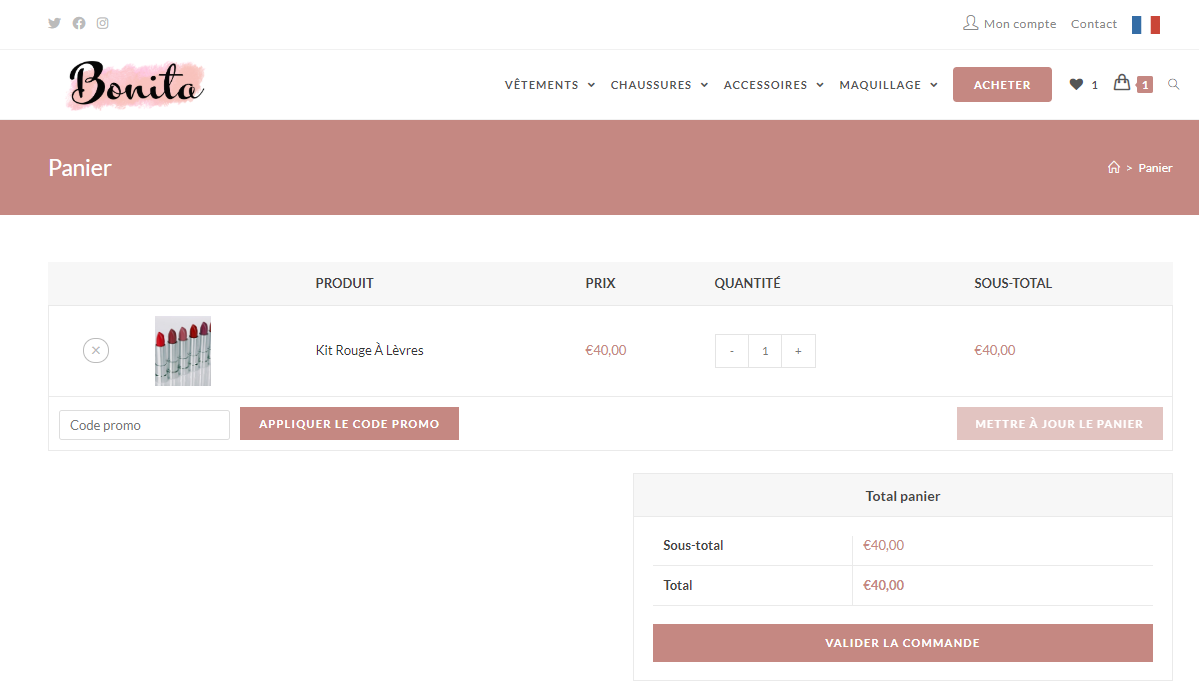 Mon compte Contact
Bonita
VÊTEMENTS CHAUSSURES ACCESSOIRES MAQUILLAGE ACHETER 1 1
Panier
> Panier
PRODUIT PRIX QUANTITÉ SOUS-TOTAL
Kit Rouge À Lèvres €40,00 - 1 + €40,00
Code promo APPLIQUER LE CODE PROMO METTRE À JOUR LE PANIER
Total panier
Sous-total €40,00
Total €40,00
VALIDER LA COMMANDE